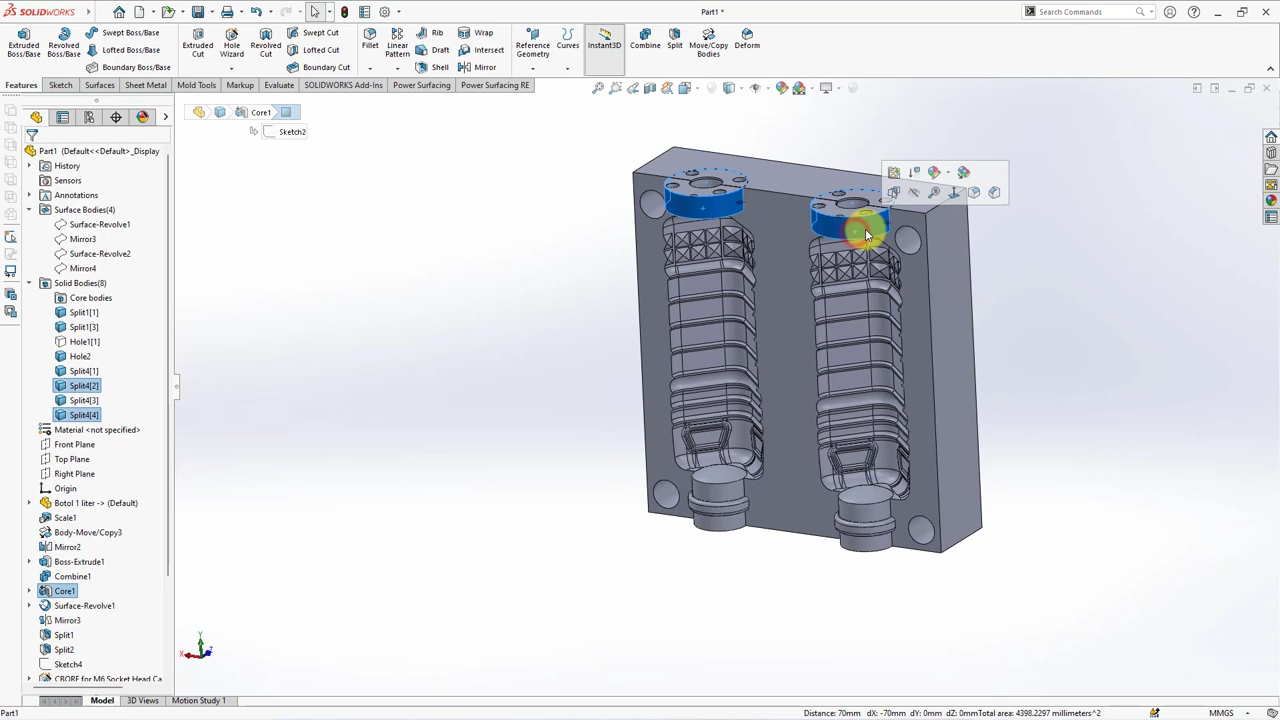 SOLIDWORKS
Part1 *
Search Commands
Extruded Boss/Base
Revolved Boss/Base
Swept Boss/Base
Lofted Boss/Base
Boundary Boss/Base
Extruded Cut
Hole Wizard
Revolved Cut
Swept Cut
Lofted Cut
Boundary Cut
Fillet
Linear Pattern
Rib
Draft
Shell
Wrap
Intersect
Mirror
Reference Geometry
Curves
Instant3D
Combine
Split
Move/Copy Bodies
Deform
Features
Sketch
Surfaces
Sheet Metal
Mold Tools
Markup
Evaluate
SOLIDWORKS Add-Ins
Power Surfacing
Power Surfacing RE
Core1
Sketch2
Part1 (Default<<Default>_Display
History
Sensors
Annotations
Surface Bodies(4)
Surface-Revolve1
Mirror3
Surface-Revolve2
Mirror4
Solid Bodies(8)
Core bodies
Split1[1]
Split1[3]
Hole1[1]
Hole2
Split4[1]
Split4[2]
Split4[3]
Split4[4]
Material <not specified>
Front Plane
Top Plane
Right Plane
Origin
Botol 1 liter -> (Default)
Scale1
Body-Move/Copy3
Mirror2
Boss-Extrude1
Combine1
Core1
Surface-Revolve1
Mirror3
Split1
Split2
Sketch4
CBORE for M6 Socket Head Ca
Y
X
Z
Model
3D Views
Motion Study 1
Part1
Distance: 70mm dX: -70mm dY: 0mm dZ: 0mmTotal area: 4398.2297 millimeters^2
MMGS